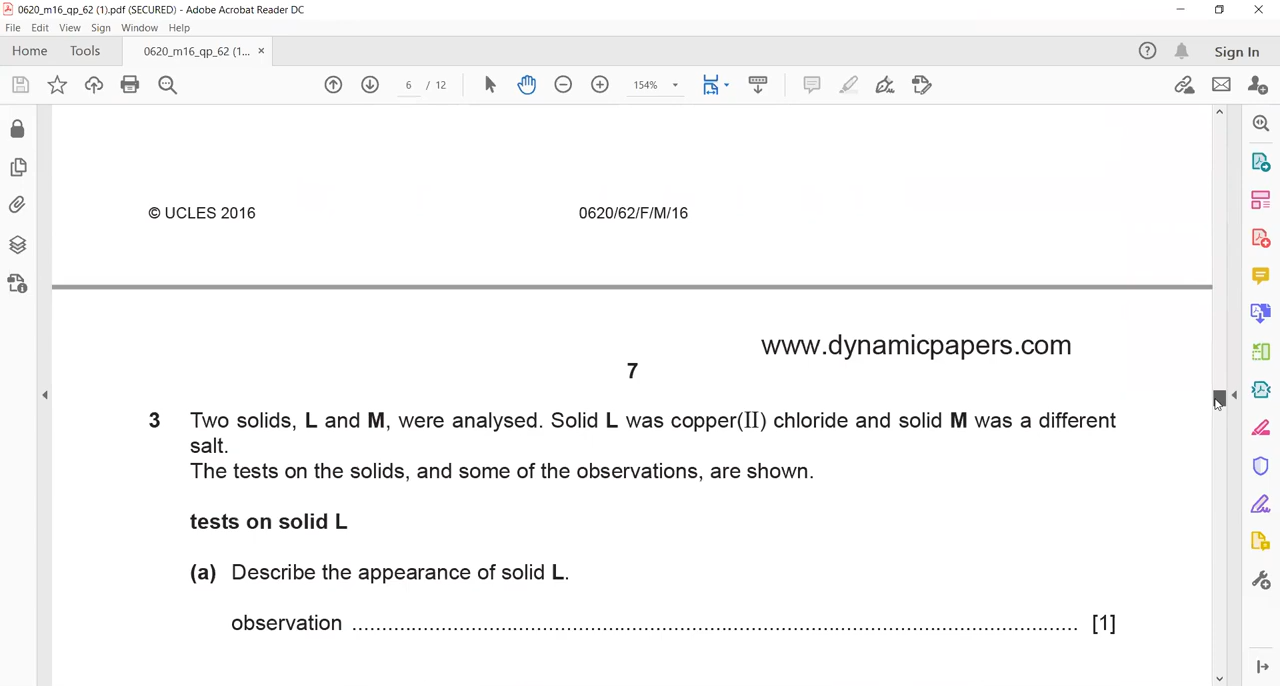 0620_m16_qp_62 (1).pdf (SECURED) - Adobe Acrobat Reader DC
File Edit View Sign Window Help
Home Tools 0620_m16_qp_62 (1... × Sign In
6 / 12 154%
© UCLES 2016 0620/62/F/M/16
www.dynamicpapers.com
7
3 Two solids, L and M, were analysed. Solid L was copper(II) chloride and solid M was a different
salt.
The tests on the solids, and some of the observations, are shown.
tests on solid L
(a) Describe the appearance of solid L.
observation ........................................................................................................................... [1]